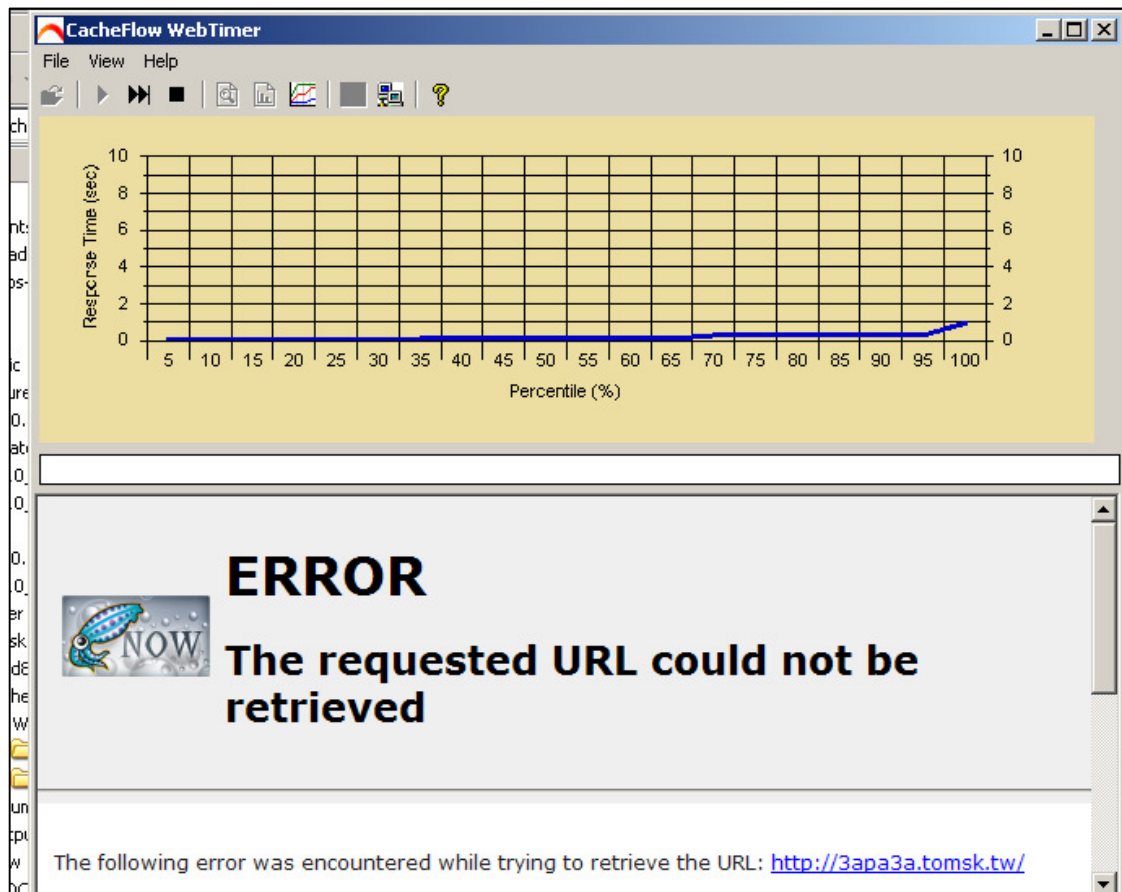 CacheFlow WebTimer
File View Help
ch
10 10
8 8
6 6
4 4
2 2
0 0
Response Time (sec)
5 10 15 20 25 30 35 40 45 50 55 60 65 70 75 80 85 90 95 100
Percentile (%)
ERROR
NOW
The requested URL could not be
retrieved
The following error was encountered while trying to retrieve the URL: http://3apa3a.tomsk.tw/